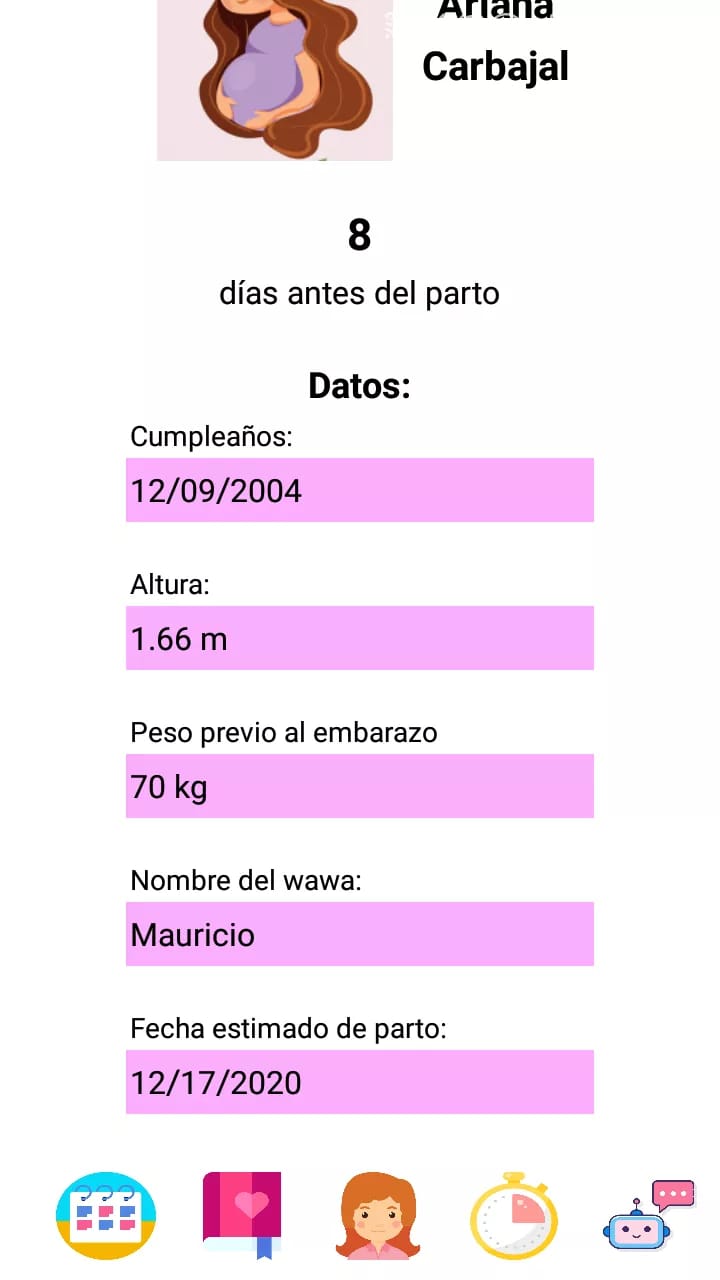 Ariana
Carbajal
8
días antes del parto
Datos:
Cumpleaños:
12/09/2004
Altura:
1.66 m
Peso previo al embarazo
70 kg
Nombre del wawa:
Mauricio
Fecha estimado de parto:
12/17/2020